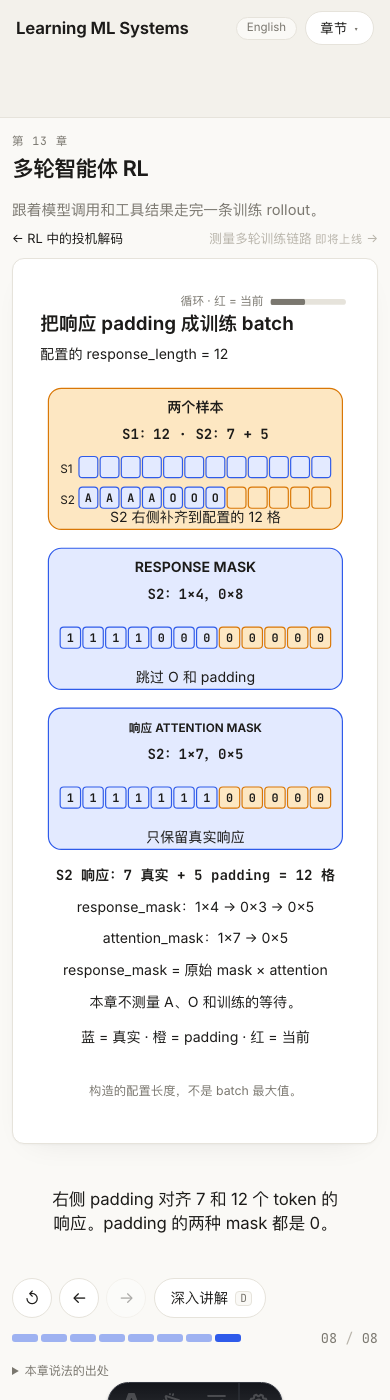 Learning ML Systems
English
章节
第 13 章
多轮智能体 RL
跟着模型调用和工具结果走完一条训练 rollout。
← RL 中的投机解码
测量多轮训练链路 即将上线 →
循环 · 红 = 当前
把响应 padding 成训练 batch
配置的 response_length = 12
两个样本
S1: 12 · S2: 7 + 5
S1
S2 A A A A O O O
S2 右侧补齐到配置的 12 格
RESPONSE MASK
S2: 1×4, 0×8
1 1 1 1 0 0 0 0 0 0 0 0
跳过 O 和 padding
响应 ATTENTION MASK
S2: 1×7, 0×5
1 1 1 1 1 1 1 0 0 0 0 0
只保留真实响应
S2 响应: 7 真实 + 5 padding = 12 格
response_mask: 1×4 → 0×3 → 0×5
attention_mask: 1×7 → 0×5
response_mask = 原始 mask × attention
本章不测量 A、O 和训练的等待。
蓝 = 真实 · 橙 = padding · 红 = 当前
构造的配置长度，不是 batch 最大值。
右侧 padding 对齐 7 和 12 个 token 的
响应。padding 的两种 mask 都是 0。
深入讲解 D
08 / 08
▶ 本章说法的出处